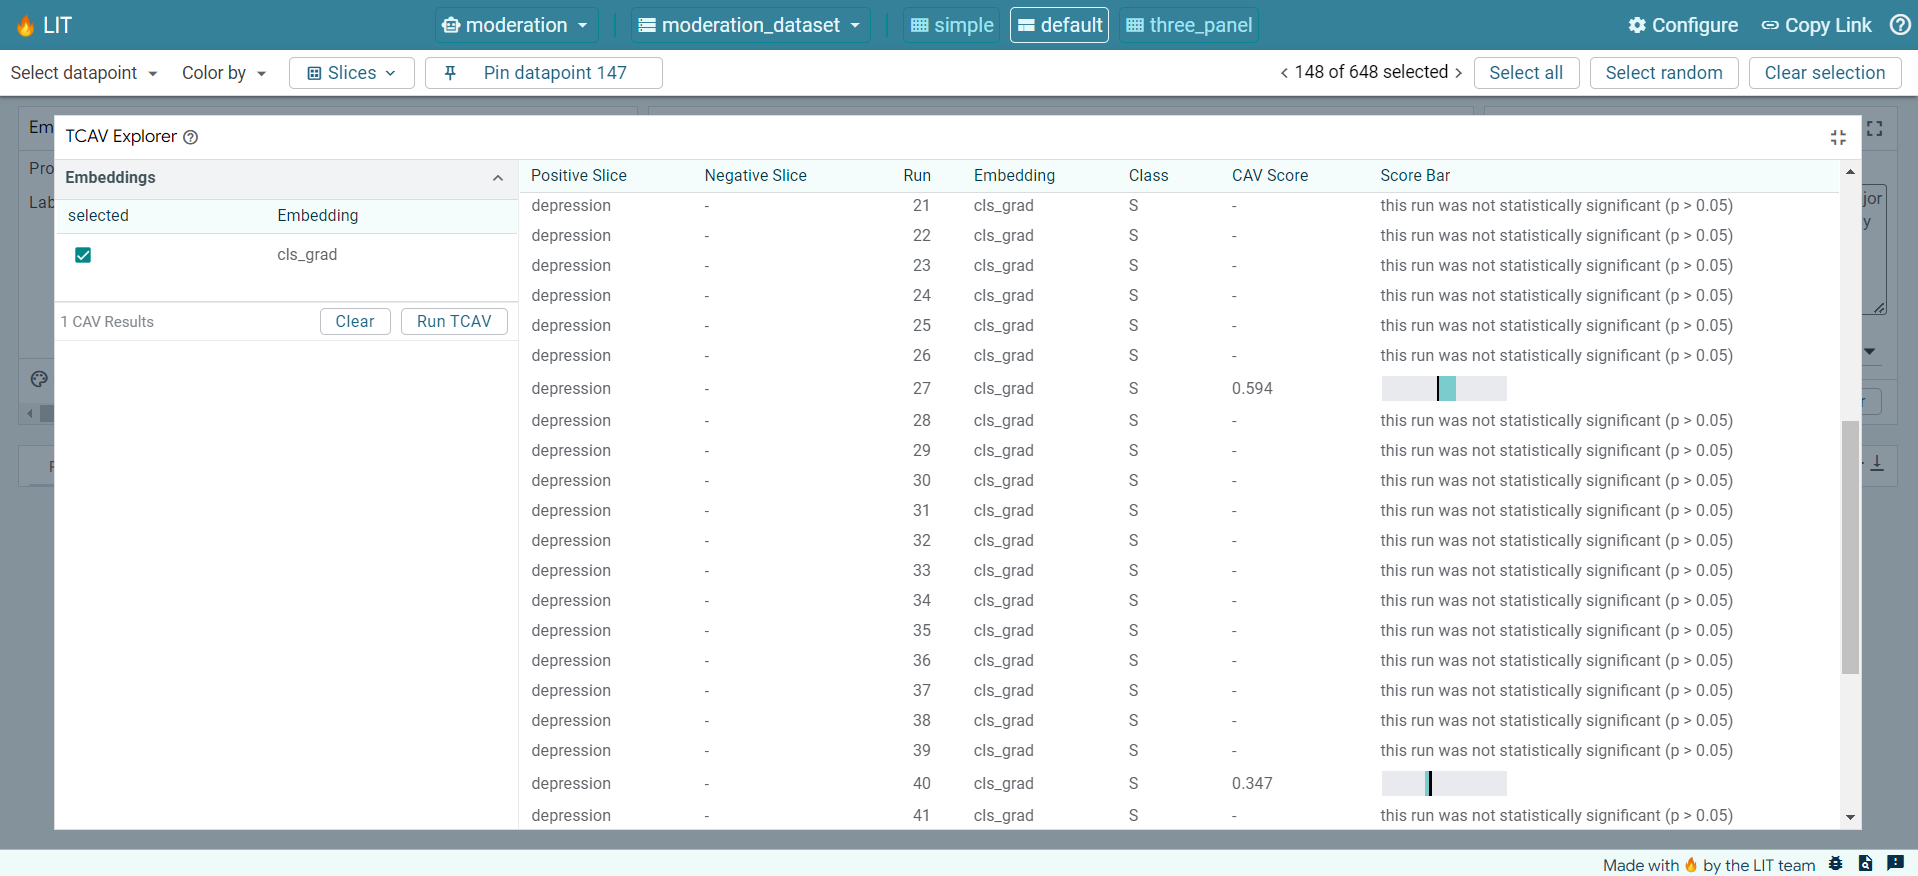 LIT moderation moderation_dataset simple default three_panel Configure Copy Link
Select datapoint Color by Slices Pin datapoint 147 148 of 648 selected Select all Select random Clear selection
Em
Pro
Lab
jor
y
r
TCAV Explorer
Embeddings
selected Embedding
cls_grad
1 CAV Results Clear Run TCAV
Positive Slice Negative Slice Run Embedding Class CAV Score Score Bar
depression - 21 cls_grad S - this run was not statistically significant (p > 0.05)
depression - 22 cls_grad S - this run was not statistically significant (p > 0.05)
depression - 23 cls_grad S - this run was not statistically significant (p > 0.05)
depression - 24 cls_grad S - this run was not statistically significant (p > 0.05)
depression - 25 cls_grad S - this run was not statistically significant (p > 0.05)
depression - 26 cls_grad S - this run was not statistically significant (p > 0.05)
depression - 27 cls_grad S 0.594
depression - 28 cls_grad S - this run was not statistically significant (p > 0.05)
depression - 29 cls_grad S - this run was not statistically significant (p > 0.05)
depression - 30 cls_grad S - this run was not statistically significant (p > 0.05)
depression - 31 cls_grad S - this run was not statistically significant (p > 0.05)
depression - 32 cls_grad S - this run was not statistically significant (p > 0.05)
depression - 33 cls_grad S - this run was not statistically significant (p > 0.05)
depression - 34 cls_grad S - this run was not statistically significant (p > 0.05)
depression - 35 cls_grad S - this run was not statistically significant (p > 0.05)
depression - 36 cls_grad S - this run was not statistically significant (p > 0.05)
depression - 37 cls_grad S - this run was not statistically significant (p > 0.05)
depression - 38 cls_grad S - this run was not statistically significant (p > 0.05)
depression - 39 cls_grad S - this run was not statistically significant (p > 0.05)
depression - 40 cls_grad S 0.347
depression - 41 cls_grad S - this run was not statistically significant (p > 0.05)
Made with 🔥 by the LIT team